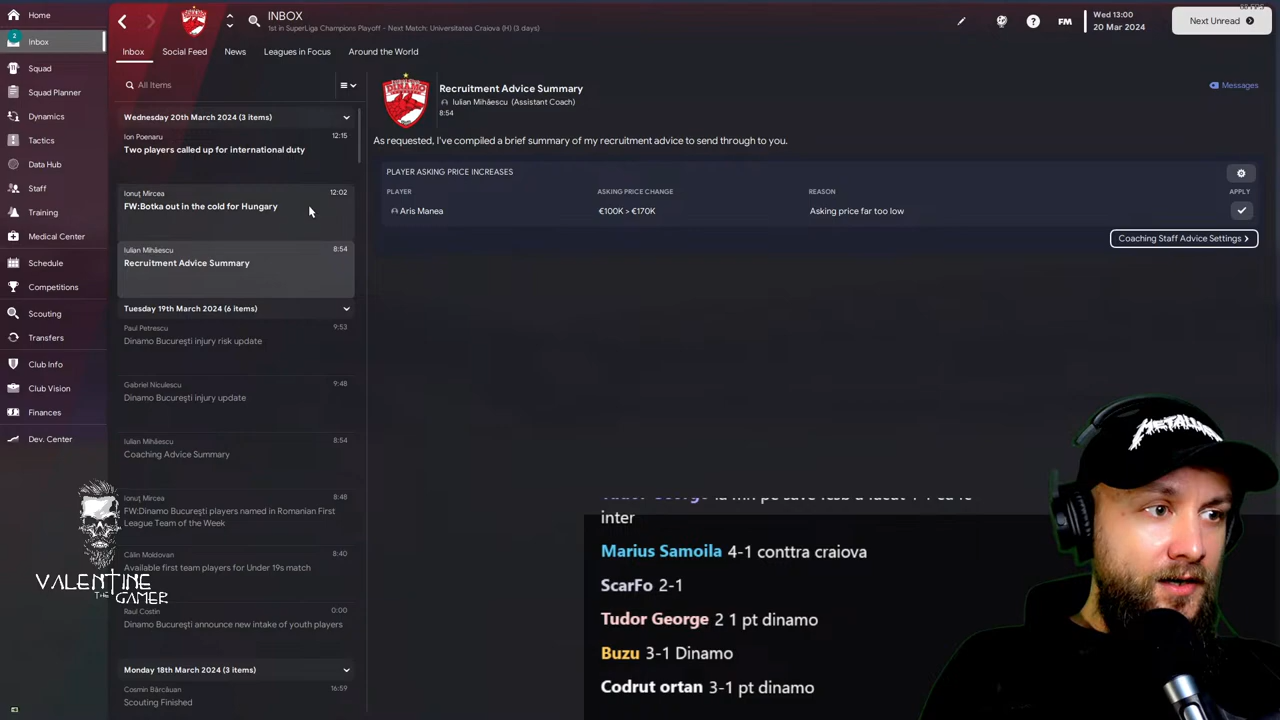 Home
INBOX
1st in SuperLiga Champions Playoff - Next Match: Universitatea Craiova (H) (3 days)
FM
Wed 13:00
20 Mar 2024
Next Unread
2
Inbox
Inbox
Social Feed
News
Leagues in Focus
Around the World
Squad
Squad Planner
Dynamics
Tactics
Data Hub
Staff
Training
Medical Center
Schedule
Competitions
Scouting
Transfers
Club Info
Club Vision
Finances
Dev. Center
All Items
Wednesday 20th March 2024 (3 items)
Ion Poenaru 12:15
Two players called up for international duty
Ionuț Mircea 12:02
FW:Botka out in the cold for Hungary
Iulian Mihăescu 8:54
Recruitment Advice Summary
Tuesday 19th March 2024 (6 items)
Paul Petrescu 9:53
Dinamo București injury risk update
Gabriel Niculescu 9:48
Dinamo București injury update
Iulian Mihăescu 8:54
Coaching Advice Summary
Ionuț Mircea 8:48
FW:Dinamo București players named in Romanian First
League Team of the Week
Călin Moldovan 8:40
Available first team players for Under 19s match
Raul Costin 0:00
Dinamo București announce new intake of youth players
Monday 18th March 2024 (3 items)
Cosmin Bărcăuan 16:59
Scouting Finished
VALENTINE
THE GAMER
DINAMO
Recruitment Advice Summary
Iulian Mihăescu (Assistant Coach)
8:54
Messages
As requested, I've compiled a brief summary of my recruitment advice to send through to you.
PLAYER ASKING PRICE INCREASES
PLAYER ASKING PRICE CHANGE REASON APPLY
Aris Manea €100K > €170K Asking price far too low
Coaching Staff Advice Settings >
inter
Marius Samoila 4-1 conttra craiova
ScarFo 2-1
Tudor George 2 1 pt dinamo
Buzu 3-1 Dinamo
Codrut ortan 3-1 pt dinamo
METALLICA